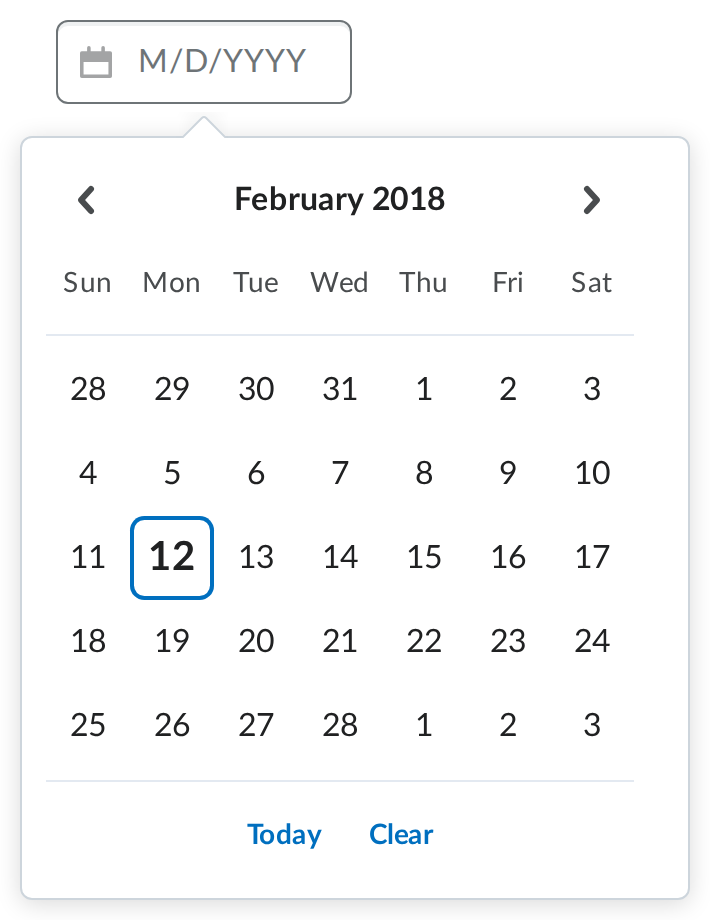 M/D/YYYY
February 2018
Sun Mon Tue Wed Thu Fri Sat
28 29 30 31 1 2 3
4 5 6 7 8 9 10
11 12 13 14 15 16 17
18 19 20 21 22 23 24
25 26 27 28 1 2 3
Today Clear